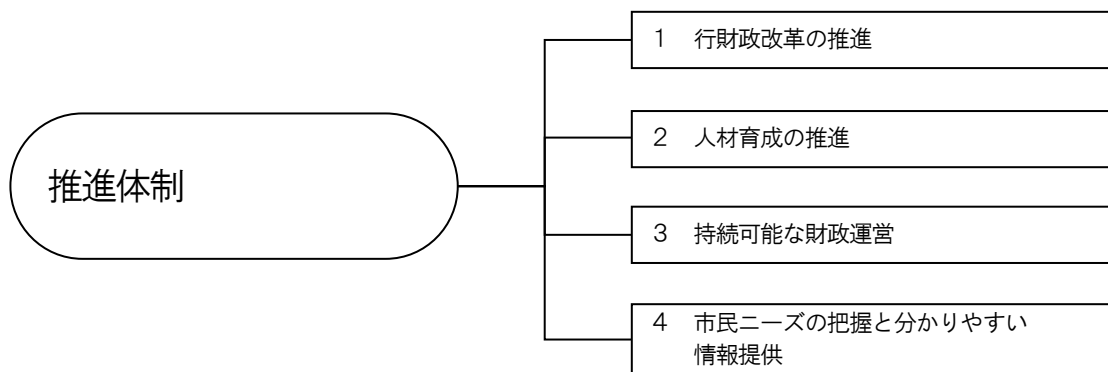 推進体制
1 行財政改革の推進
2 人材育成の推進
3 持続可能な財政運営
4 市民ニーズの把握と分かりやすい
情報提供